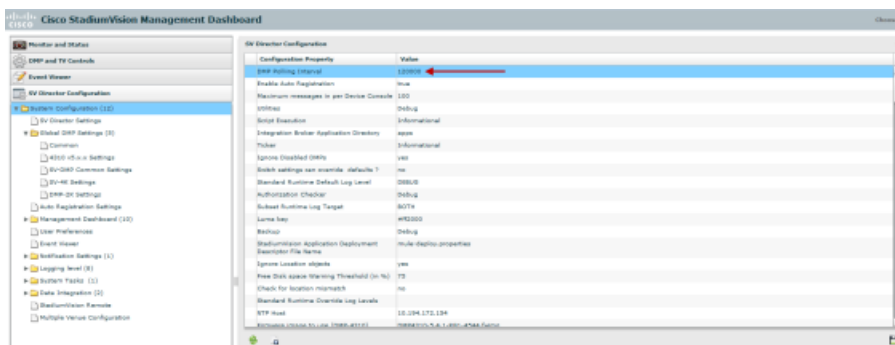 CISCO
Cisco StadiumVision Management Dashboard
Monitor and Status
DMP and TV Controls
Event Viewer
SV Director Configuration
System Configuration (12)
SV Director Settings
Global DMP Settings (5)
Common
4310 v5.x.x Settings
SV-DMP Common Settings
SV-4K Settings
DMP-2K Settings
Auto Registration Settings
Management Dashboard (10)
User Preferences
Event Viewer
Notification Settings (1)
Logging level (8)
System Tasks (1)
Data Integration (2)
StadiumVision Remote
Multiple Venue Configuration
SV Director Configuration
Configuration Property Value
DMP Polling Interval 120000
Enable Auto Registration true
Maximum messages in per Device Console 100
Utilities Debug
Script Execution Informational
Integration Broker Application Directory apps
Ticker Informational
Ignore Disabled DMPs yes
Switch settings can override defaults ? no
Standard Runtime Default Log Level DEBUG
Authorization Checker Debug
Subset Runtime Log Target BOTH
Luma key
Backup Debug
StadiumVision Application Deployment mule-deploy.properties
Descriptor File Name
Ignore Location objects yes
Free Disk space Warning Threshold (in %) 75
Check for location mismatch no
Standard Runtime Override Log Levels
NTP Host 10.194.172.154